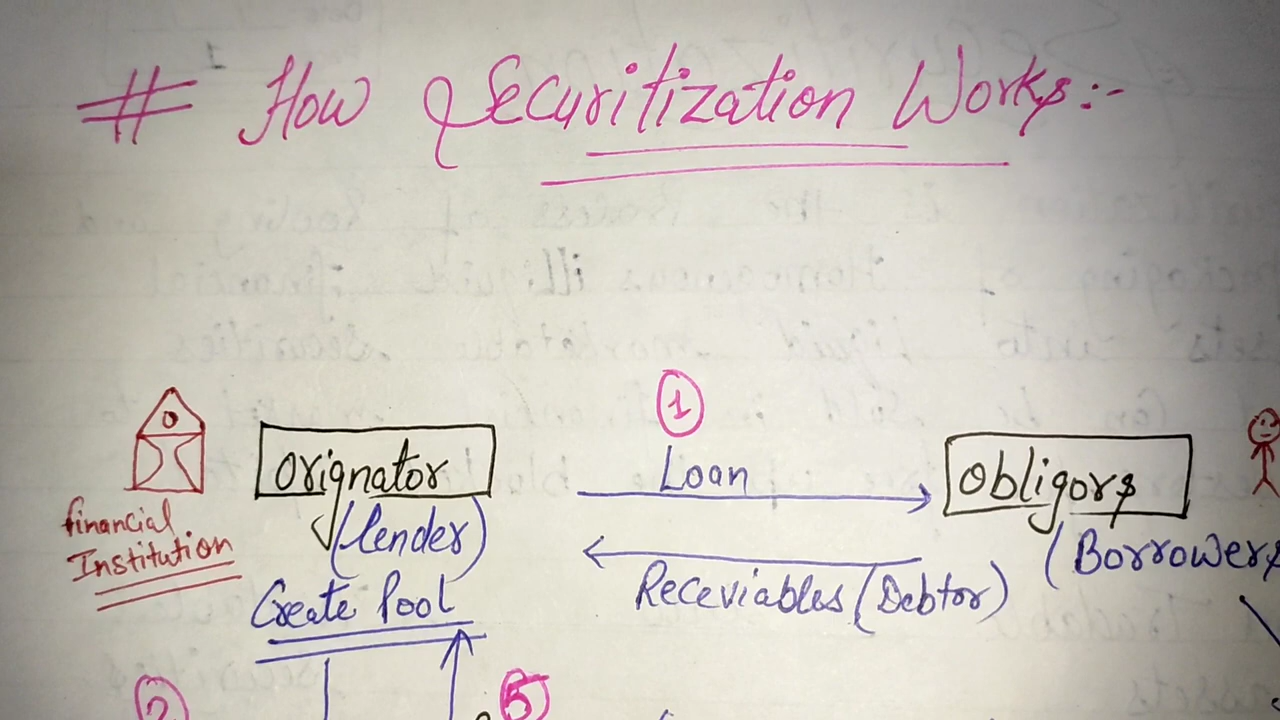 # How Securitization Works:-
1
Orignator
Loan
Obligors
financial
Institution
(lender)
(Borrowers
Create Pool
Receviables (Debtor)
2
5